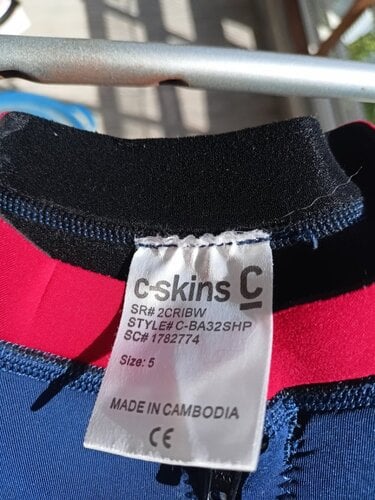 c-skins C
SR# 2CRIBW
STYLE# C-BA32SHP
SC# 1782774
Size: 5
MADE IN CAMBODIA
CE